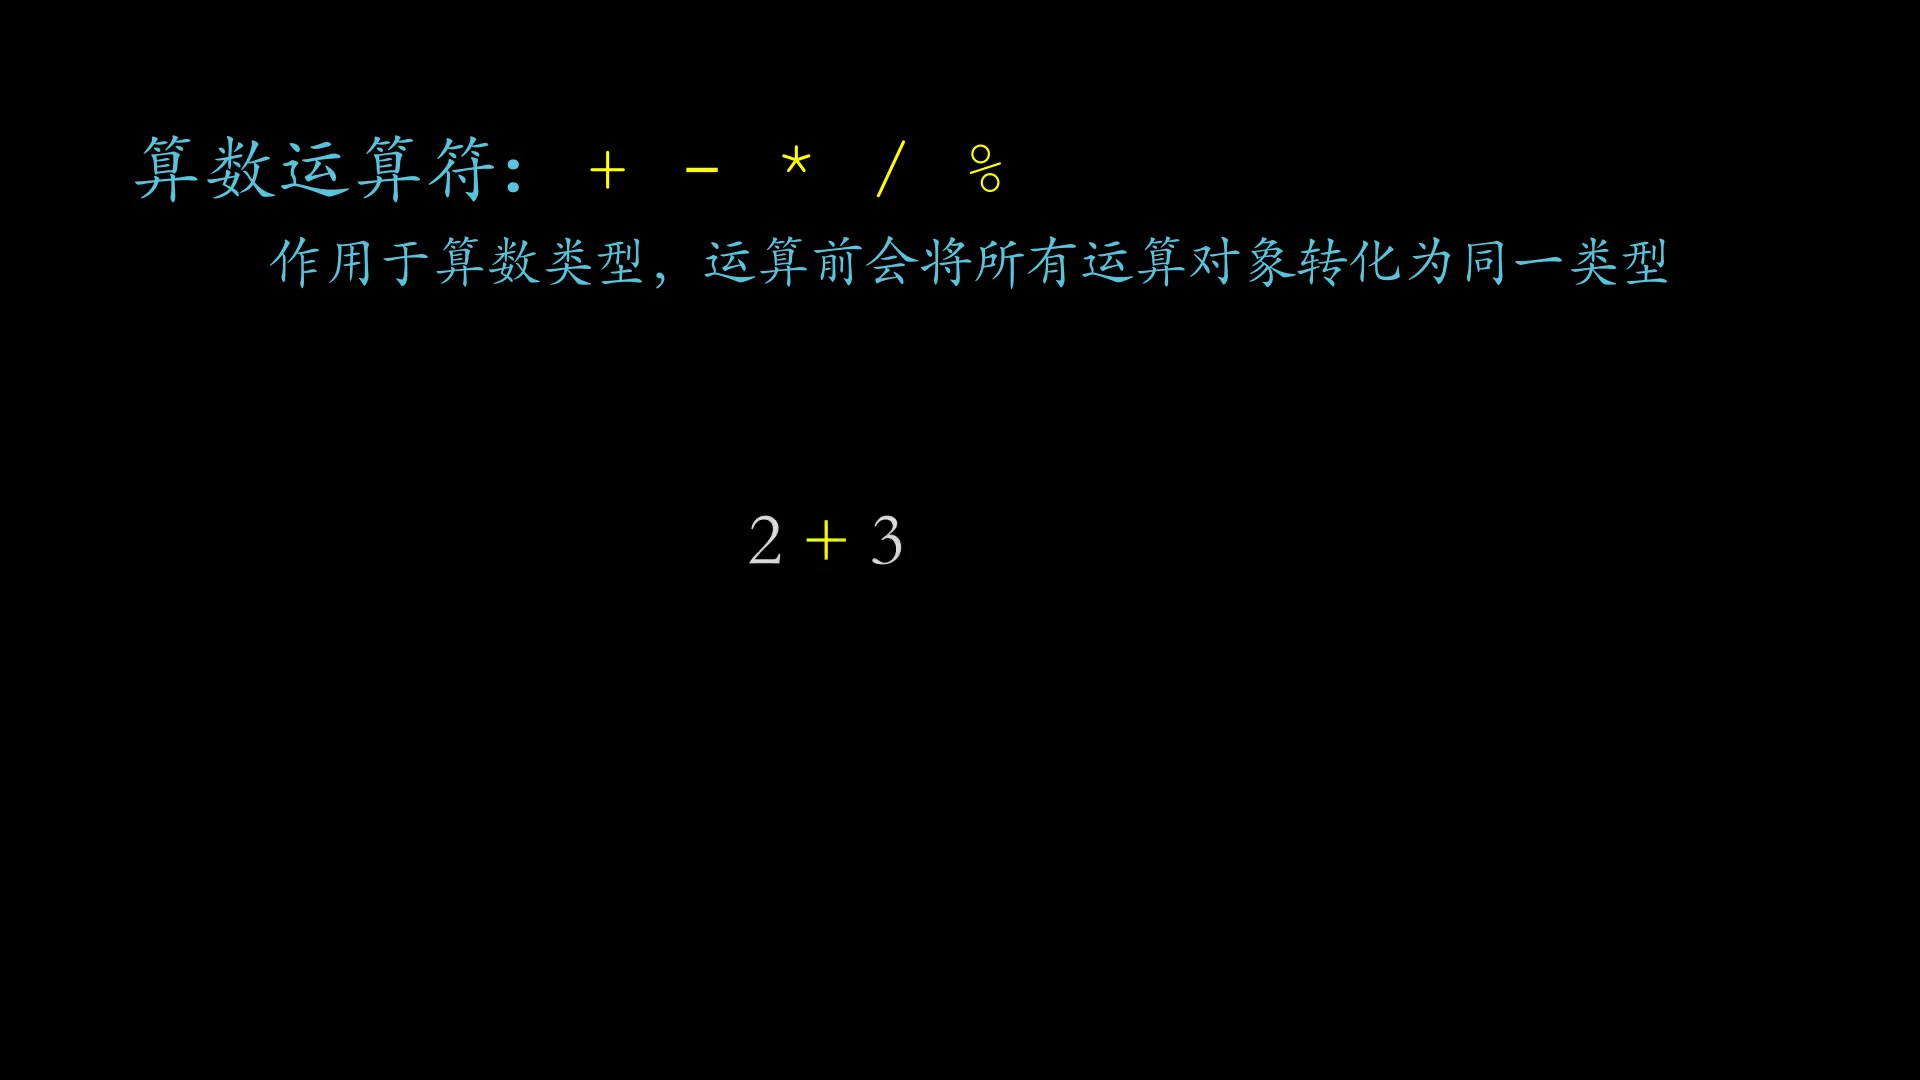 算数运算符： + - * / %
作用于算数类型，运算前会将所有运算对象转化为同一类型
2 + 3